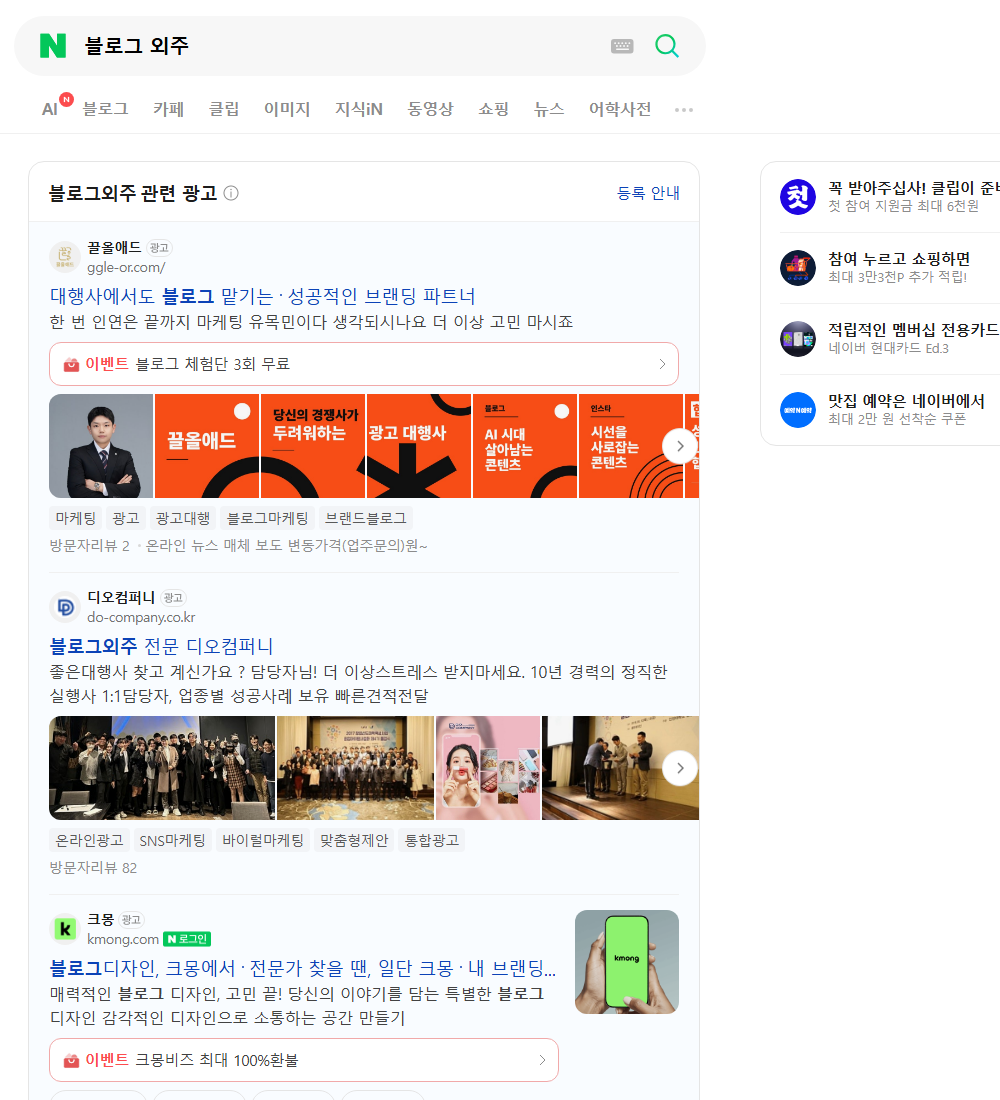 블로그 외주
AI N 블로그 카페 클립 이미지 지식iN 동영상 쇼핑 뉴스 어학사전
블로그외주 관련 광고
등록 안내
끌올애드 광고
ggle-or.com/
대행사에서도 블로그 맡기는 · 성공적인 브랜딩 파트너
한 번 인연은 끝까지 마케팅 유목민이다 생각되시나요 더 이상 고민 마시죠
이벤트 블로그 체험단 3회 무료
끌올애드
당신의 경쟁사가
두려워하는
광고 대행사
블로그
AI 시대
살아남는
콘텐츠
인스타
시선을
사로잡는
콘텐츠
마케팅 광고 광고대행 블로그마케팅 브랜드블로그
방문자리뷰 2 · 온라인 뉴스 매체 보도 변동가격(업주문의)원~
디오컴퍼니 광고
do-company.co.kr
블로그외주 전문 디오컴퍼니
좋은대행사 찾고 계신가요 ? 담당자님! 더 이상스트레스 받지마세요. 10년 경력의 정직한
실행사 1:1담당자, 업종별 성공사례 보유 빠른견적전달
온라인광고 SNS마케팅 바이럴마케팅 맞춤형제안 통합광고
방문자리뷰 82
크몽 광고
kmong.com N 로그인
블로그디자인, 크몽에서 · 전문가 찾을 땐, 일단 크몽 · 내 브랜딩...
매력적인 블로그 디자인, 고민 끝! 당신의 이야기를 담는 특별한 블로그
디자인 감각적인 디자인으로 소통하는 공간 만들기
kmong
이벤트 크몽비즈 최대 100%환불
첫
꼭 받아주십사! 클립이 준비
첫 참여 지원금 최대 6천원
참여 누르고 쇼핑하면
최대 3만3천P 추가 적립!
적립적인 멤버십 전용카드
네이버 현대카드 Ed.3
예약N예약
맛집 예약은 네이버에서
최대 2만 원 선착순 쿠폰